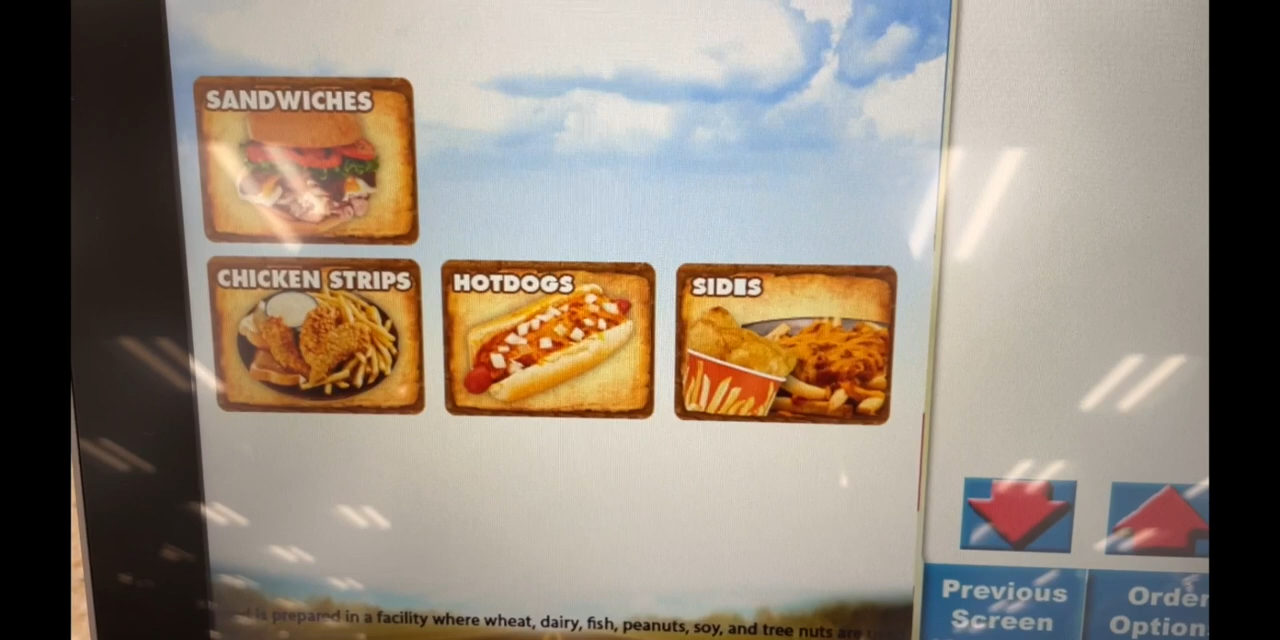 SANDWICHES
CHICKEN STRIPS
HOTDOGS
SIDES
Previous Screen
Order
is prepared in a facility where wheat, dairy, fish, peanuts, soy, and tree nuts are